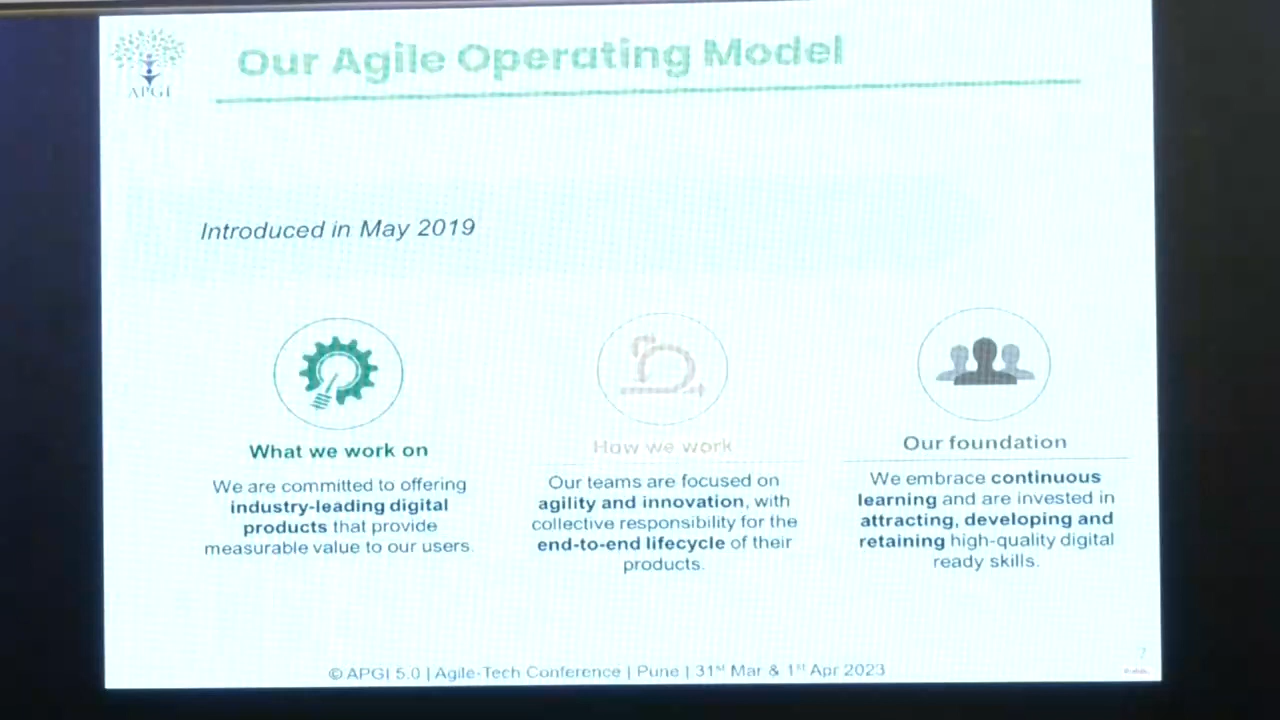 APGI
Our Agile Operating Model
Introduced in May 2019
What we work on
We are committed to offering
industry-leading digital
products that provide
measurable value to our users.
How we work
Our teams are focused on
agility and innovation, with
collective responsibility for the
end-to-end lifecycle of their
products.
Our foundation
We embrace continuous
learning and are invested in
attracting, developing and
retaining high-quality digital
ready skills.
7
© APGI 5.0 | Agile-Tech Conference | Pune | 31st Mar & 1st Apr 2023